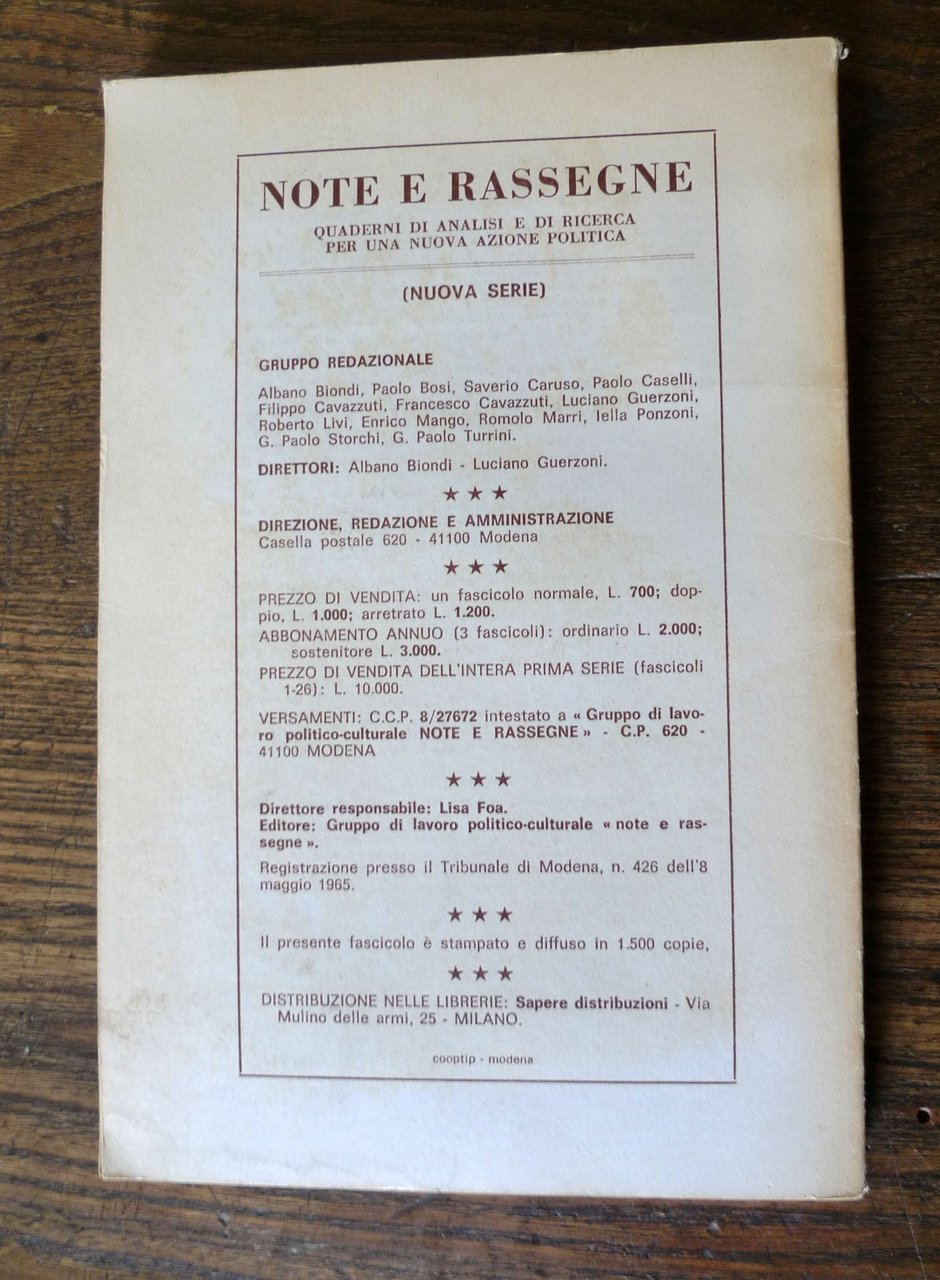 NOTE E RASSEGNE
QUADERNI DI ANALISI E DI RICERCA
PER UNA NUOVA AZIONE POLITICA
(NUOVA SERIE)
GRUPPO REDAZIONALE
Albano Biondi, Paolo Bosi, Saverio Caruso, Paolo Caselli,
Filippo Cavazzuti, Francesco Cavazzuti, Luciano Guerzoni,
Roberto Livi, Enrico Mango, Romolo Marri, Iella Ponzoni,
G. Paolo Storchi, G. Paolo Turrini.
DIRETTORI: Albano Biondi - Luciano Guerzoni.
★ ★ ★
DIREZIONE, REDAZIONE E AMMINISTRAZIONE
Casella postale 620 - 41100 Modena
★ ★ ★
PREZZO DI VENDITA: un fascicolo normale, L. 700; dop-
pio, L. 1.000; arretrato L. 1.200.
ABBONAMENTO ANNUO (3 fascicoli): ordinario L. 2.000;
sostenitore L. 3.000.
PREZZO DI VENDITA DELL'INTERA PRIMA SERIE (fascicoli
1-26): L. 10.000.
VERSAMENTI: C.C.P. 8/27672 intestato a « Gruppo di lavo-
ro politico-culturale NOTE E RASSEGNE » - C.P. 620 -
41100 MODENA
★ ★ ★
Direttore responsabile: Lisa Foa.
Editore: Gruppo di lavoro politico-culturale « note e ras-
segne ».
Registrazione presso il Tribunale di Modena, n. 426 dell'8
maggio 1965.
★ ★ ★
Il presente fascicolo è stampato e diffuso in 1.500 copie,
★ ★ ★
DISTRIBUZIONE NELLE LIBRERIE: Sapere distribuzioni - Via
Mulino delle armi, 25 - MILANO.
cooptip - modena